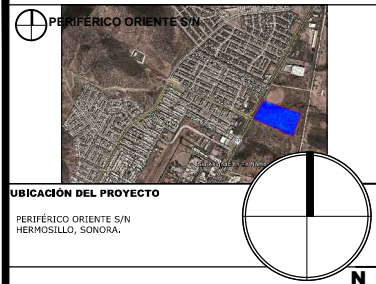 PERIFÉRICO ORIENTE S/N
UBICACIÓN DEL PROYECTO
PERIFÉRICO ORIENTE S/N
HERMOSILLO, SONORA.
N